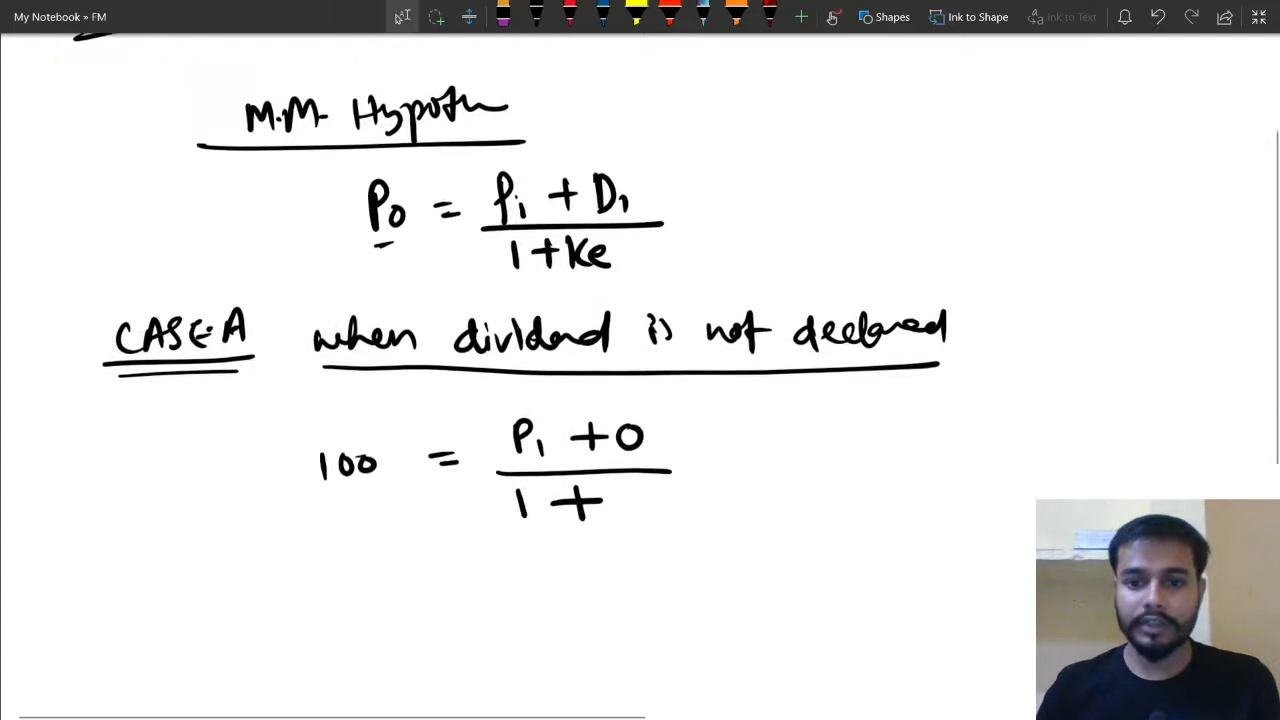 My Notebook » FM
Shapes
Ink to Shape
Ink to Text
M.M. Hypoth
P0 = P1 + D1
1 + Ke
CASE:A when dividend is not declared
100 = P1 + 0
1 +